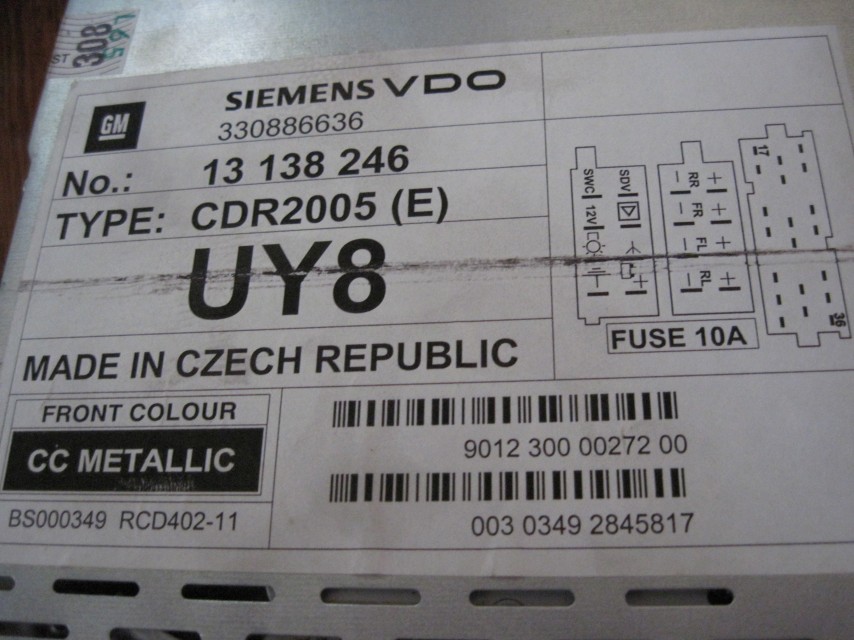 308
GM
SIEMENS VDO
330886636
No.: 13 138 246
TYPE: CDR2005 (E)
UY8
MADE IN CZECH REPUBLIC
FRONT COLOUR
CC METALLIC
BS000349 RCD402-11
SWC 12V
SDV
RR FR FL RL
17
36
FUSE 10A
9012 300 00272 00
003 0349 2845817